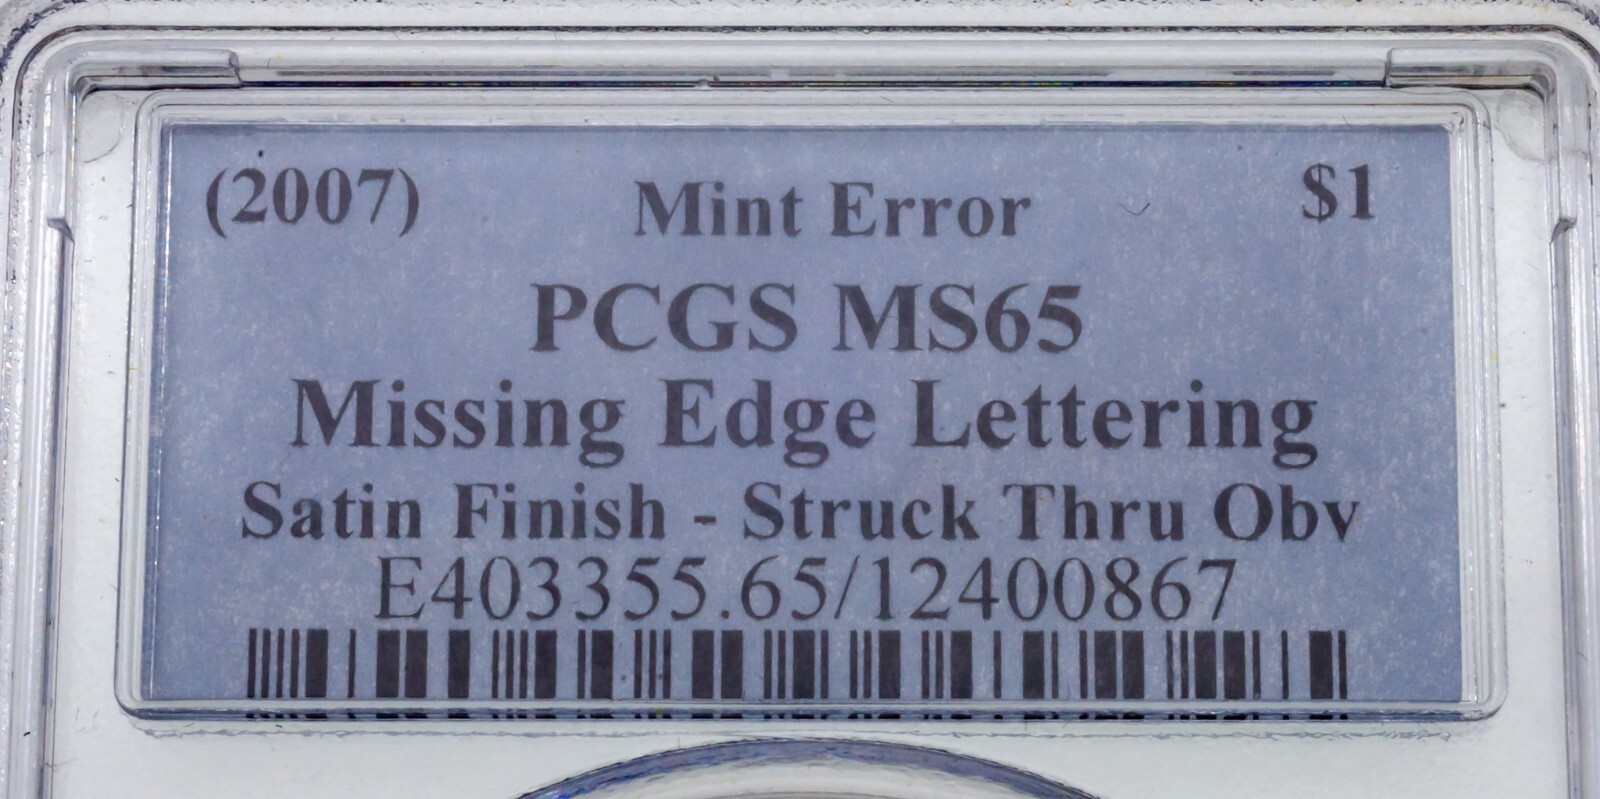 (2007) Mint Error $1
PCGS MS65
Missing Edge Lettering
Satin Finish - Struck Thru Obv
E403355.65/12400867